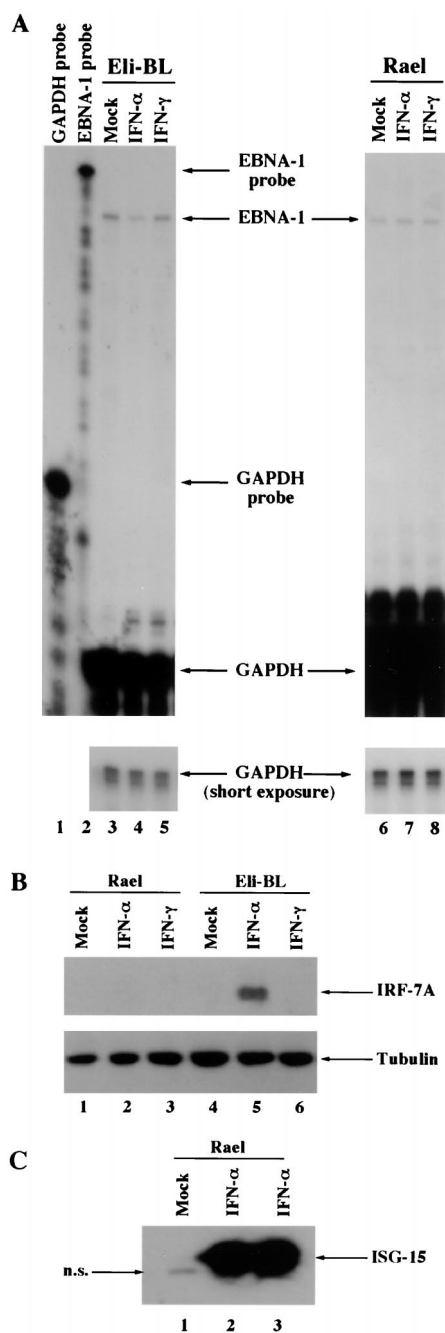 A
GAPDH probe
EBNA-1 probe
Eli-BL
Mock
IFN-α
IFN-γ
Rael
Mock
IFN-α
IFN-γ
EBNA-1
probe
EBNA-1
GAPDH
probe
GAPDH
GAPDH
(short exposure)
1 2 3 4 5 6 7 8
B
Rael Eli-BL
Mock
IFN-α
IFN-γ
Mock
IFN-α
IFN-γ
IRF-7A
Tubulin
1 2 3 4 5 6
C
Rael
Mock
IFN-α
IFN-α
ISG-15
n.s.
1 2 3